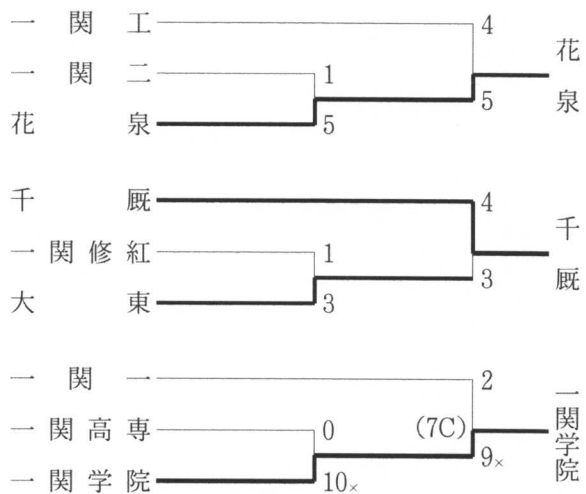 一関工 4
一関二 1 花泉
花泉 5 5
千厩 4
一関修紅 1 千厩
大東 3 3
一関一 2
一関高専 0 (7C) 一関学院
一関学院 10× 9×